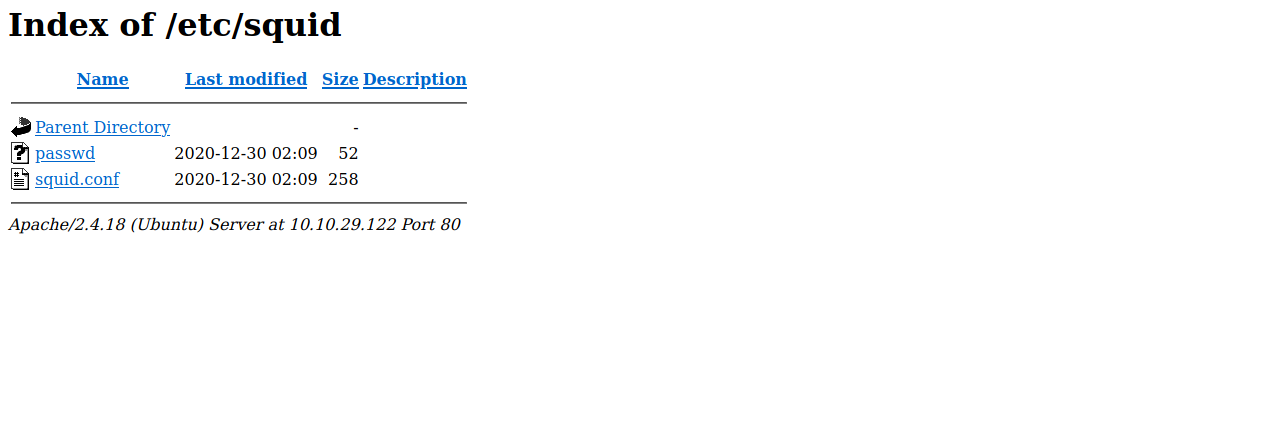 Index of /etc/squid
Name Last modified Size Description
Parent Directory -
passwd 2020-12-30 02:09 52
squid.conf 2020-12-30 02:09 258
Apache/2.4.18 (Ubuntu) Server at 10.10.29.122 Port 80